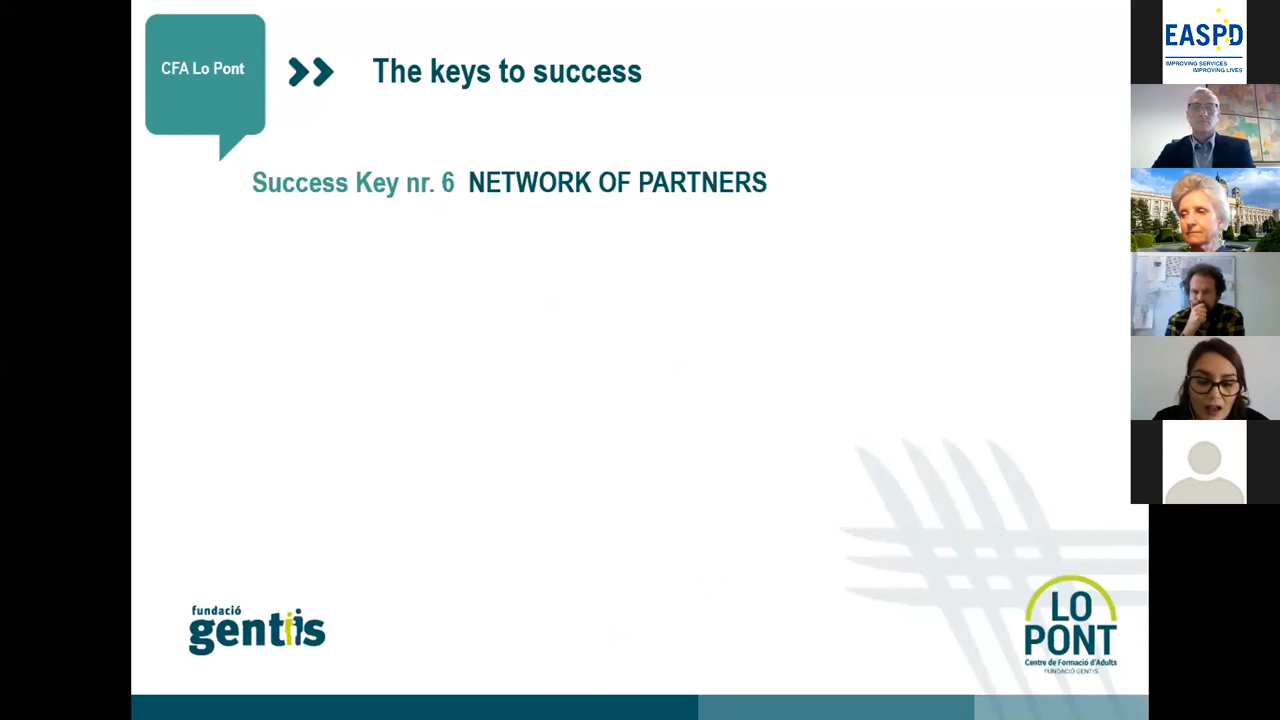 CFA Lo Pont
The keys to success
Success Key nr. 6 NETWORK OF PARTNERS
EASPD
IMPROVING SERVICES
IMPROVING LIVES
fundació
gentis
LO
PONT
Centre de Formació d'Adults
FUNDACIÓ GENTIS